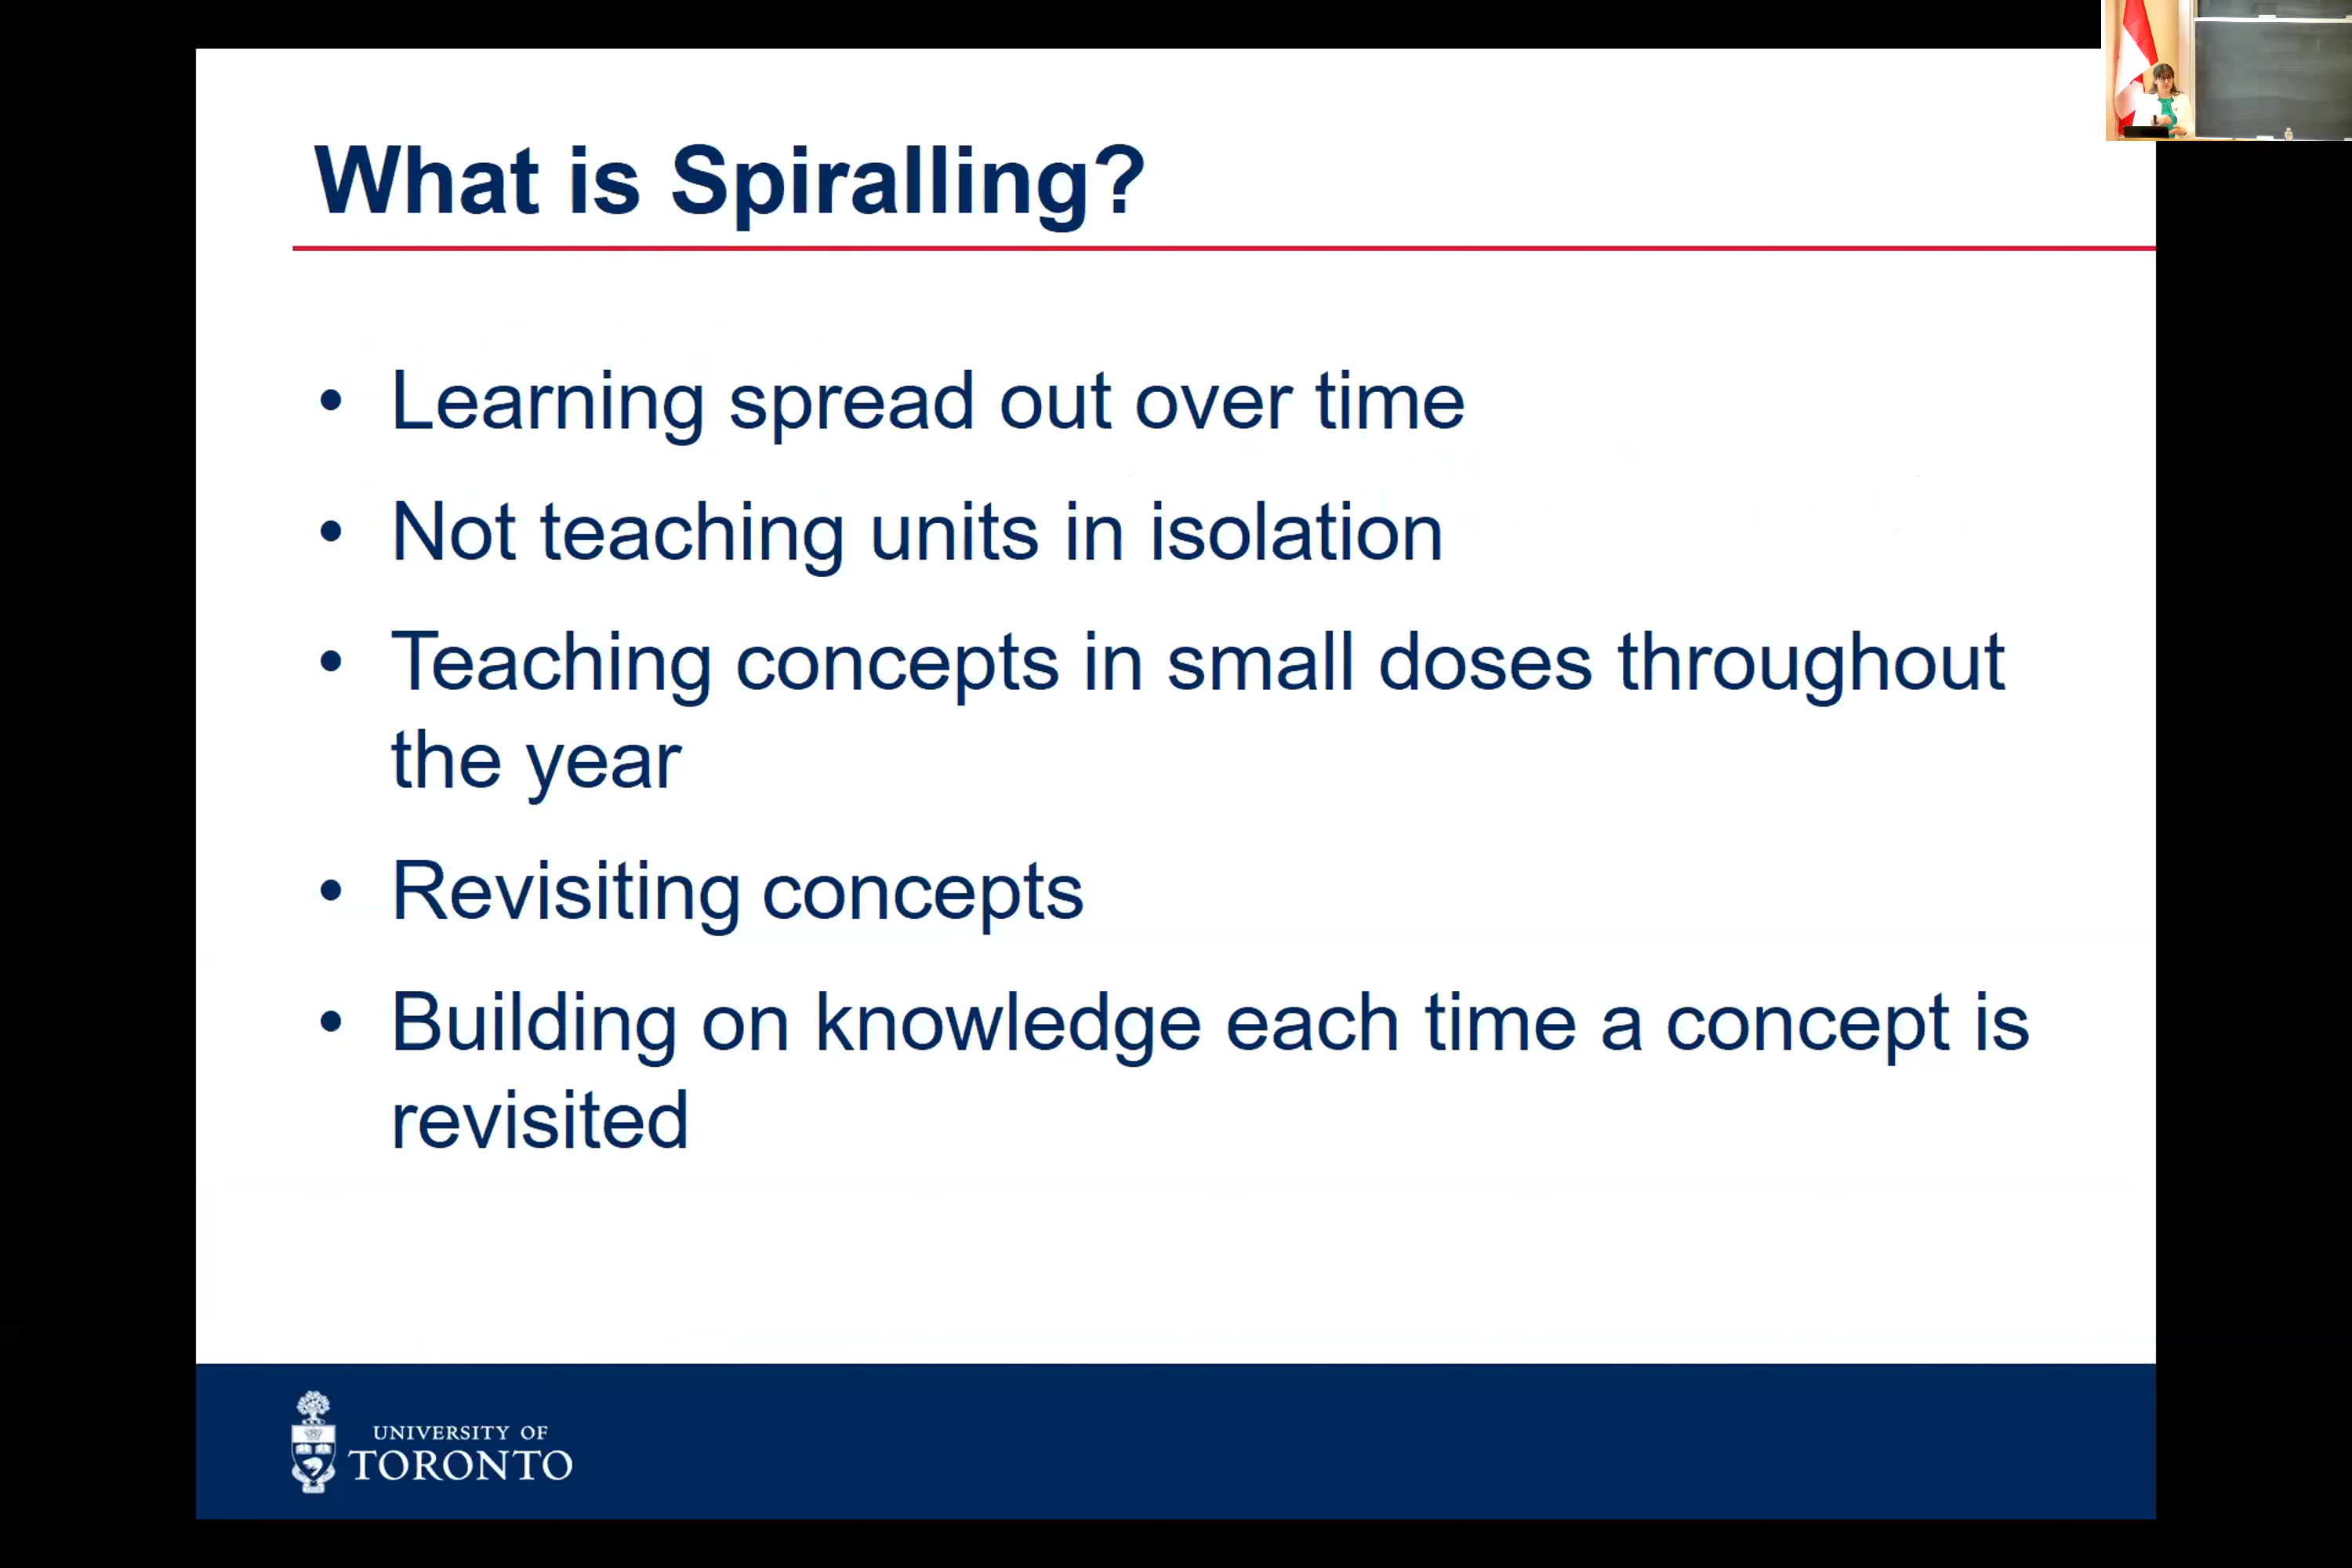 What is Spiralling?
• Learning spread out over time
• Not teaching units in isolation
• Teaching concepts in small doses throughout
the year
• Revisiting concepts
• Building on knowledge each time a concept is
revisited
UNIVERSITY OF
TORONTO